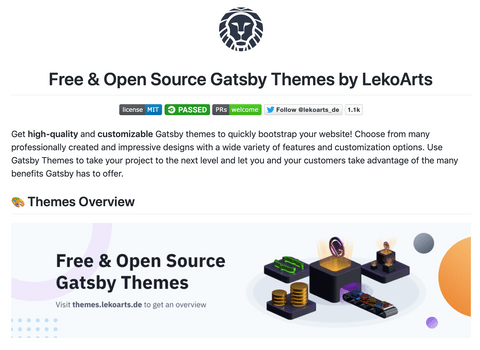 Free & Open Source Gatsby Themes by LekoArts
license MIT PASSED PRs welcome Follow @lekoarts_de 1.1k
Get high-quality and customizable Gatsby themes to quickly bootstrap your website! Choose from many
professionally created and impressive designs with a wide variety of features and customization options. Use
Gatsby Themes to take your project to the next level and let you and your customers take advantage of the many
benefits Gatsby has to offer.
🎨 Themes Overview
Free & Open Source
Gatsby Themes
Visit themes.lekoarts.de to get an overview